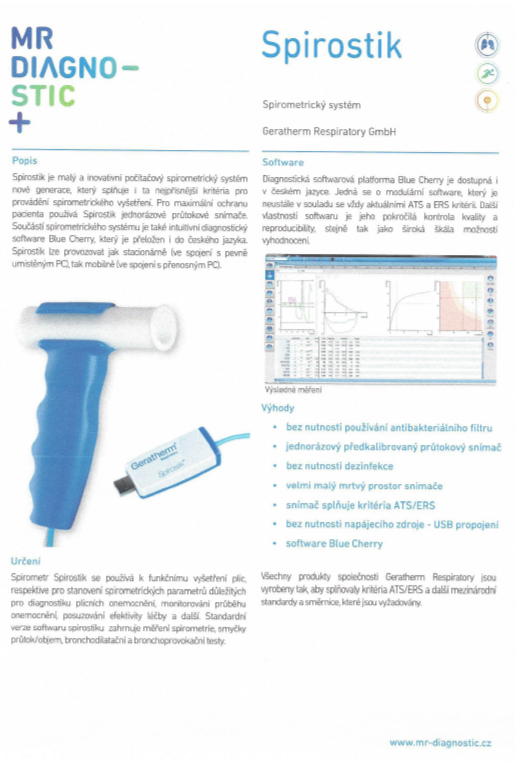 MR
DIAGNO–
STIC
+
Spirostik
Spirometrický systém
Geratherm Respiratory GmbH
Popis
Spirostik je malý a inovativní počítačový spirometrický systém
nové generace, který splňuje i ta nejpřísnější kritéria pro
provádění spirometrického vyšetření. Pro maximální ochranu
pacienta používá Spirostik jednorázové průtokové snímače.
Součástí spirometrického systému je také intuitivní diagnostický
software Blue Cherry, který je přeložen i do českého jazyka.
Spirostik lze provozovat jak stacionárně (ve spojení s pevně
umístěným PC), tak mobilně (ve spojení s přenosným PC).
Geratherm
Respiratory
Spirostik
Určení
Spirometr Spirostik se používá k funkčnímu vyšetření plic,
respektive pro stanovení spirometrických parametrů důležitých
pro diagnostiku plicních onemocnění, monitorování průběhu
onemocnění, posuzování efektivity léčby a další. Standardní
verze softwaru spirostiku zahrnuje měření spirometrie, smyčky
průtok/objem, bronchodilatační a bronchoprovokační testy.
Software
Diagnostická softwarová platforma Blue Cherry je dostupná i
v českém jazyce. Jedná se o modulární software, který je
neustále v souladu se vždy aktuálními ATS a ERS kritérii. Další
vlastností softwaru je jeho pokročilá kontrola kvality a
reproducibility, stejně tak jako široká škála možností
vyhodnocení.
Výsledné měření
Výhody
• bez nutnosti používání antibakteriálního filtru
• jednorázový předkalibrovaný průtokový snímač
• bez nutnosti dezinfekce
• velmi malý mrtvý prostor snímače
• snímač splňuje kritéria ATS/ERS
• bez nutnosti napájecího zdroje - USB propojení
• software Blue Cherry
Všechny produkty společnosti Geratherm Respiratory jsou
vyrobeny tak, aby splňovaly kritéria ATS/ERS a další mezinárodní
standardy a směrnice, které jsou vyžadovány.
www.mr-diagnostic.cz